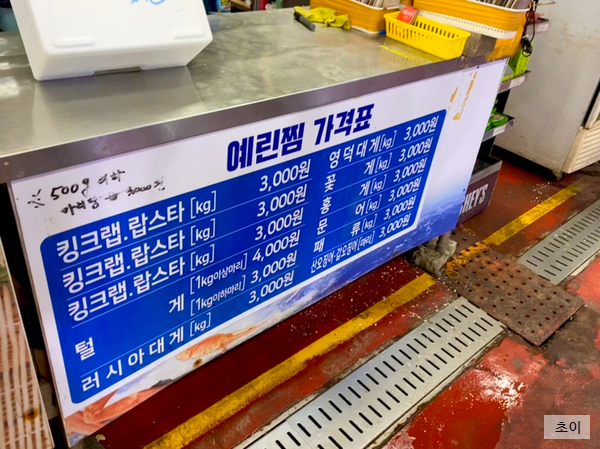 예린찜 가격표
※ 500g 이하
3000원
킹크랩.랍스타 [kg] 3,000원
킹크랩.랍스타 [kg] 3,000원
킹크랩.랍스타 [kg] 3,000원
털 게 [1kg이상마리] 4,000원
[1kg이하마리] 3,000원
러시아대게 [kg] 3,000원
영덕대게 [kg] 3,000원
꽃 게 [kg] 3,000원
홍 게 [kg] 3,000원
문 어 [kg] 3,000원
패 류 [kg] 3,000원
산오징어·갑오징어 [마리] 3,000원
HEY'S
초이